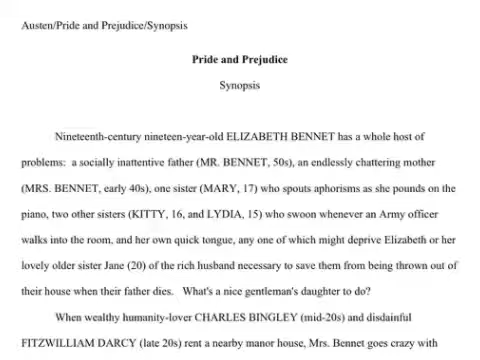 Austen/Pride and Prejudice/Synopsis
Pride and Prejudice
Synopsis
Nineteenth-century nineteen-year-old ELIZABETH BENNET has a whole host of
problems:  a socially inattentive father (MR. BENNET, 50s), an endlessly chattering mother
(MRS. BENNET, early 40s), one sister (MARY, 17) who spouts aphorisms as she pounds on the
piano, two other sisters (KITTY, 16, and LYDIA, 15) who swoon whenever an Army officer
walks into the room, and her own quick tongue, any one of which might deprive Elizabeth or her
lovely older sister Jane (20) of the rich husband necessary to save them from being thrown out of
their house when their father dies.   What's a nice gentleman's daughter to do?
When wealthy humanity-lover CHARLES BINGLEY (mid-20s) and disdainful
FITZWILLIAM DARCY (late 20s) rent a nearby manor house, Mrs. Bennet goes crazy with